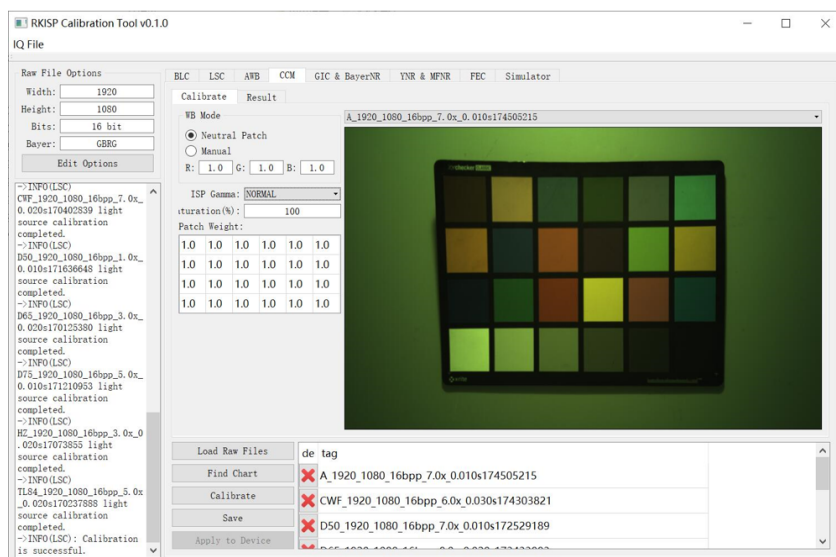 RKISP Calibration Tool v0.1.0
IQ File
Raw File Options
Width: 1920
Height: 1080
Bits: 16 bit
Bayer: GBRG
Edit Options
->INFO(LSC)
CWF_1920_1080_16bpp_7.0x_
0.020s170402839 light
source calibration
completed.
->INFO(LSC)
D50_1920_1080_16bpp_1.0x_
0.010s171636648 light
source calibration
completed.
->INFO(LSC)
D65_1920_1080_16bpp_3.0x_
0.020s170125380 light
source calibration
completed.
->INFO(LSC)
D75_1920_1080_16bpp_5.0x_
0.010s171210953 light
source calibration
completed.
->INFO(LSC)
HZ_1920_1080_16bpp_3.0x_0
.020s17073855 light
source calibration
completed.
->INFO(LSC)
TL84_1920_1080_16bpp_5.0x
_0.020s170237888 light
source calibration
completed.
->INFO(LSC): Calibration
is successful.
BLC LSC AWB CCM GIC & BayerNR YNR & MFNR FEC Simulator
Calibrate Result
WB Mode
Neutral Patch
Manual
R: 1.0 G: 1.0 B: 1.0
ISP Gamma: NORMAL
turation(%): 100
Patch Weight:
1.0 1.0 1.0 1.0 1.0 1.0
1.0 1.0 1.0 1.0 1.0 1.0
1.0 1.0 1.0 1.0 1.0 1.0
1.0 1.0 1.0 1.0 1.0 1.0
A_1920_1080_16bpp_7.0x_0.010s174505215
Load Raw Files
Find Chart
Calibrate
Save
Apply to Device
de tag
A_1920_1080_16bpp_7.0x_0.010s174505215
CWF_1920_1080_16bpp_6.0x_0.030s174303821
D50_1920_1080_16bpp_7.0x_0.010s172529189